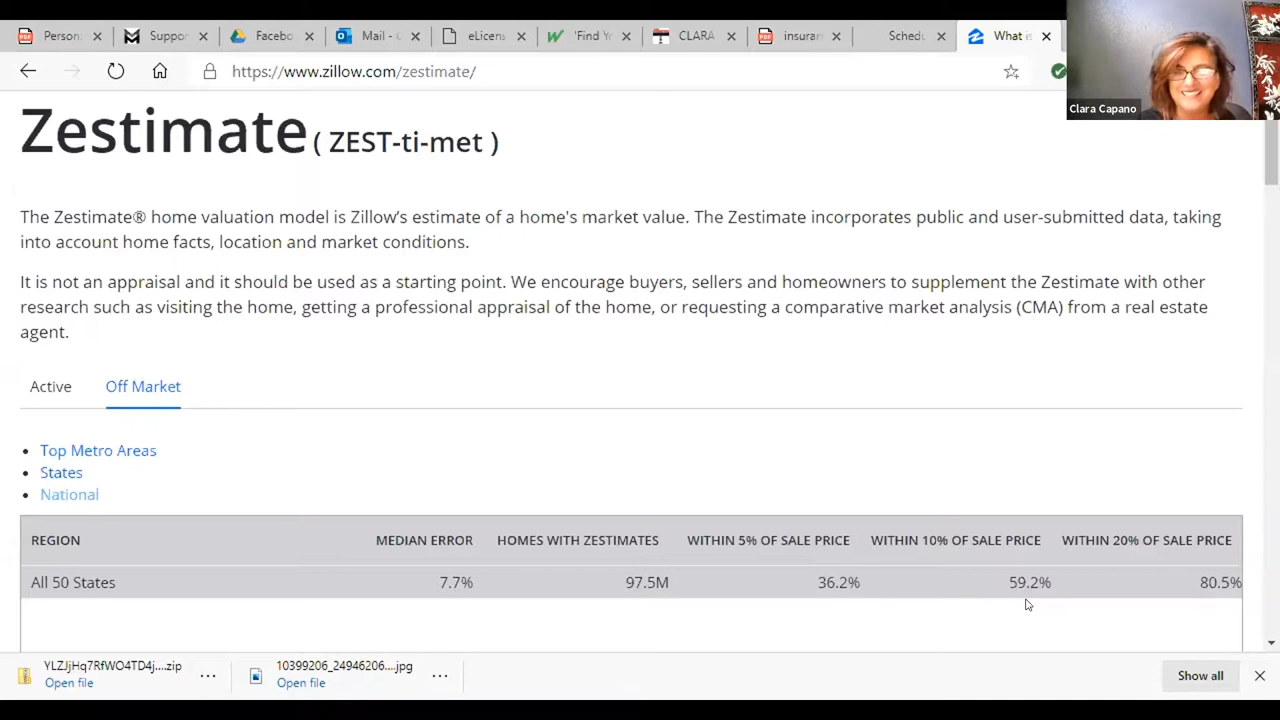 Person
Suppor
Facebo
Mail - C
eLicens
'Find Yo
CLARA
insuran
Schedu
What is
https://www.zillow.com/zestimate/
Clara Capano
Zestimate ( ZEST-ti-met )
The Zestimate® home valuation model is Zillow's estimate of a home's market value. The Zestimate incorporates public and user-submitted data, taking
into account home facts, location and market conditions.
It is not an appraisal and it should be used as a starting point. We encourage buyers, sellers and homeowners to supplement the Zestimate with other
research such as visiting the home, getting a professional appraisal of the home, or requesting a comparative market analysis (CMA) from a real estate
agent.
Active Off Market
Top Metro Areas
States
National
REGION MEDIAN ERROR HOMES WITH ZESTIMATES WITHIN 5% OF SALE PRICE WITHIN 10% OF SALE PRICE WITHIN 20% OF SALE PRICE
All 50 States 7.7% 97.5M 36.2% 59.2% 80.5%
YLZJjHq7RfWO4TD4j....zip
Open file
10399206_24946206....jpg
Open file
Show all